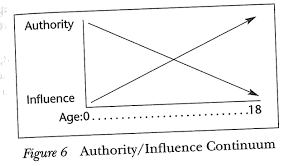 Authority
Influence
Age:0..............................18
Figure 6 Authority/Influence Continuum